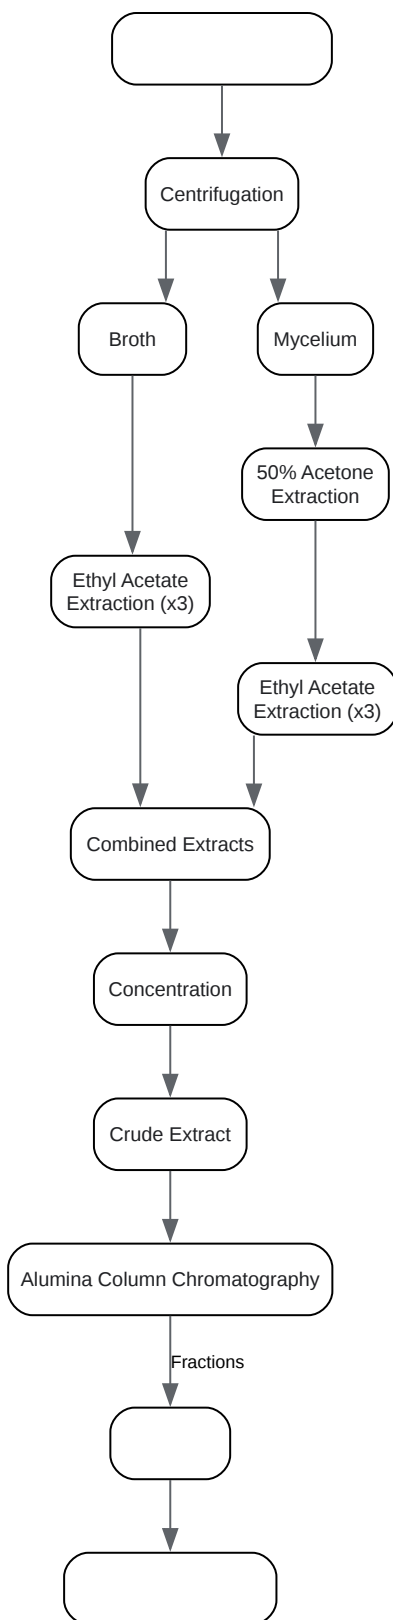 Centrifugation
Broth
Mycelium
50% Acetone
Extraction
Ethyl Acetate
Extraction (x3)
Ethyl Acetate
Extraction (x3)
Combined Extracts
Concentration
Crude Extract
Alumina Column Chromatography
Fractions